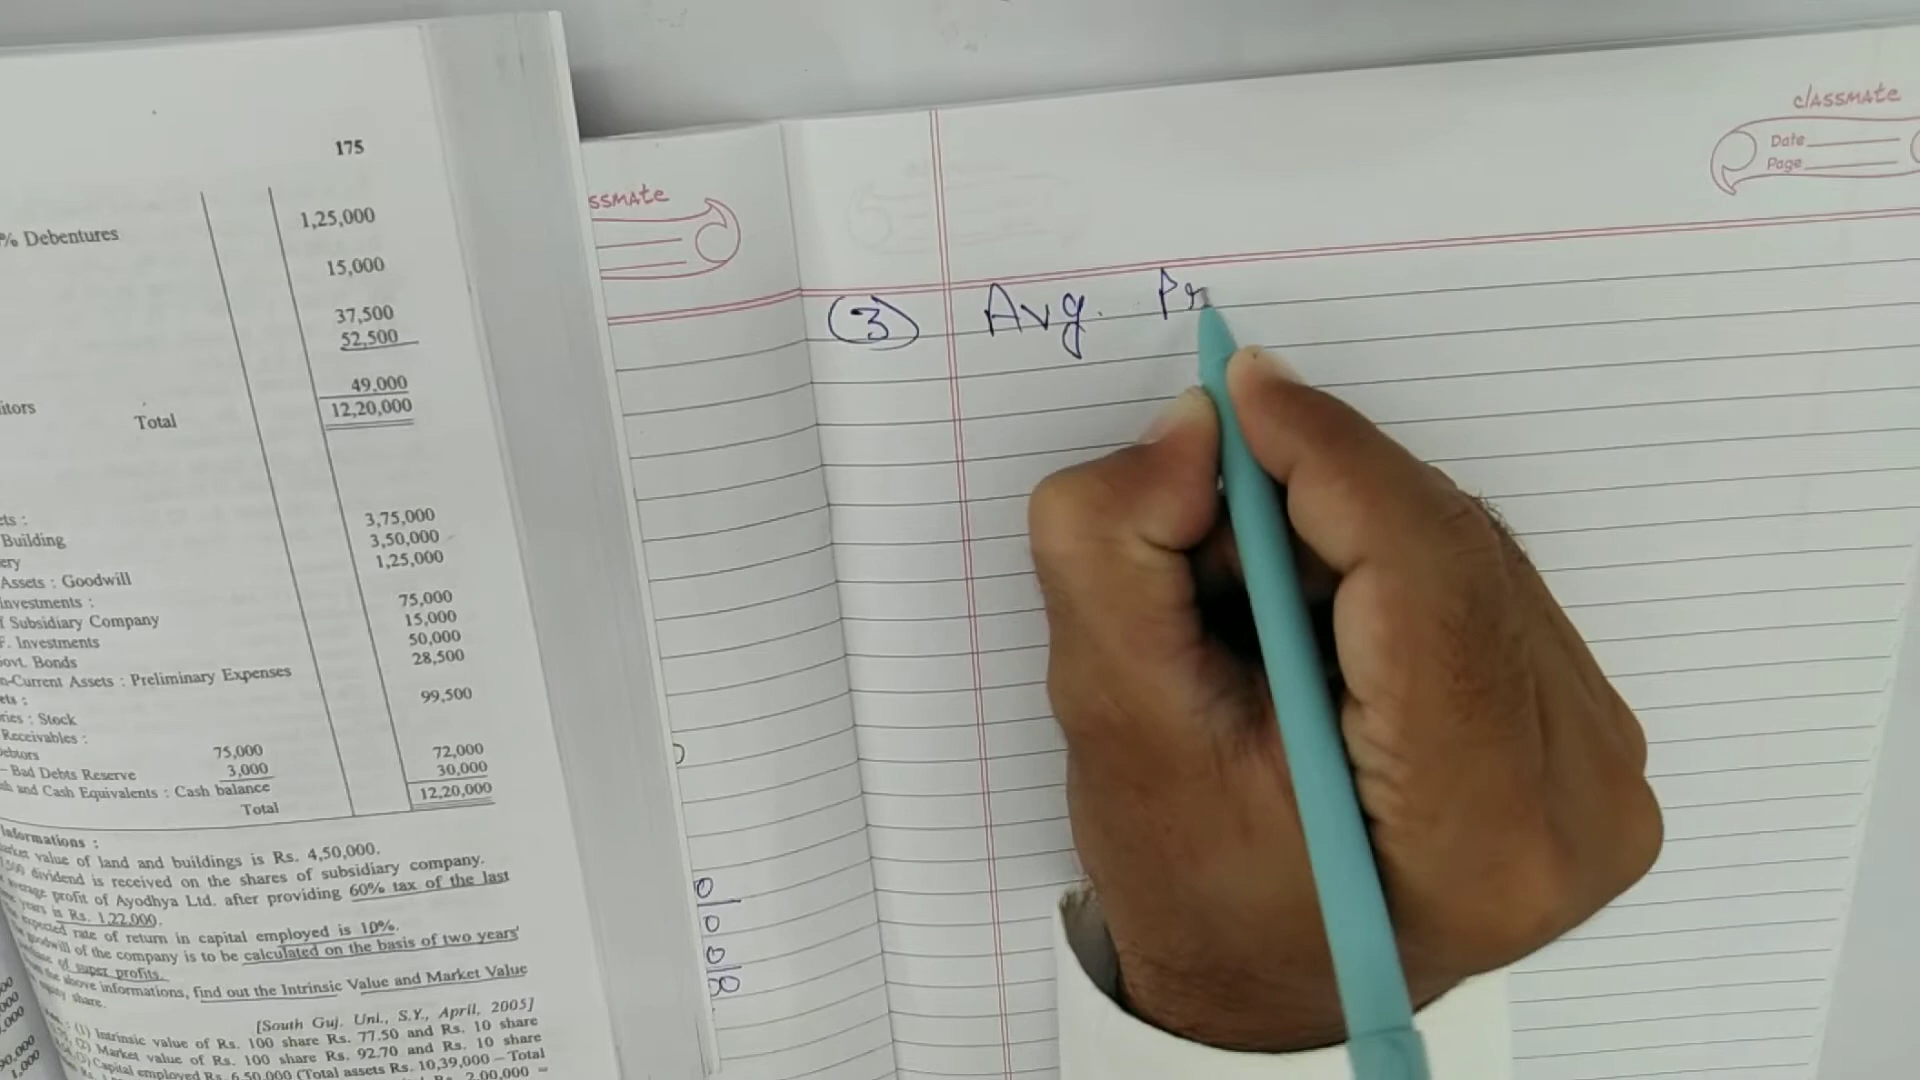 175
% Debentures 1,25,000
15,000
37,500
52,500
49,000
Total 12,20,000
3,75,000
Building 3,50,000
1,25,000
Assets : Goodwill
investments : 75,000
Subsidiary Company 15,000
F. Investments 50,000
Govt. Bonds 28,500
n-Current Assets : Preliminary Expenses
99,500
ries : Stock
Receivables :
ebtors 75,000 72,000
– Bad Debts Reserve 3,000 30,000
sh and Cash Equivalents : Cash balance 12,20,000
Total
Informations :
value of land and buildings is Rs. 4,50,000.
dividend is received on the shares of subsidiary company.
average profit of Ayodhya Ltd. after providing 60% tax of the last
years is Rs. 1,22,000.
expected rate of return in capital employed is 10%.
goodwill of the company is to be calculated on the basis of two years'
of super profits.
the above informations, find out the Intrinsic Value and Market Value
share.
[South Guj. Uni., S.Y., April, 2005]
(1) Intrinsic value of Rs. 100 share Rs. 77.50 and Rs. 10 share
(2) Market value of Rs. 100 share Rs. 92.70 and Rs. 10 share
Capital employed Rs. 6,50,000 (Total assets Rs. 10,39,000 – Total
2,00,000 =
ssmate
classmate
Date
Page
(3) Avg. Pr